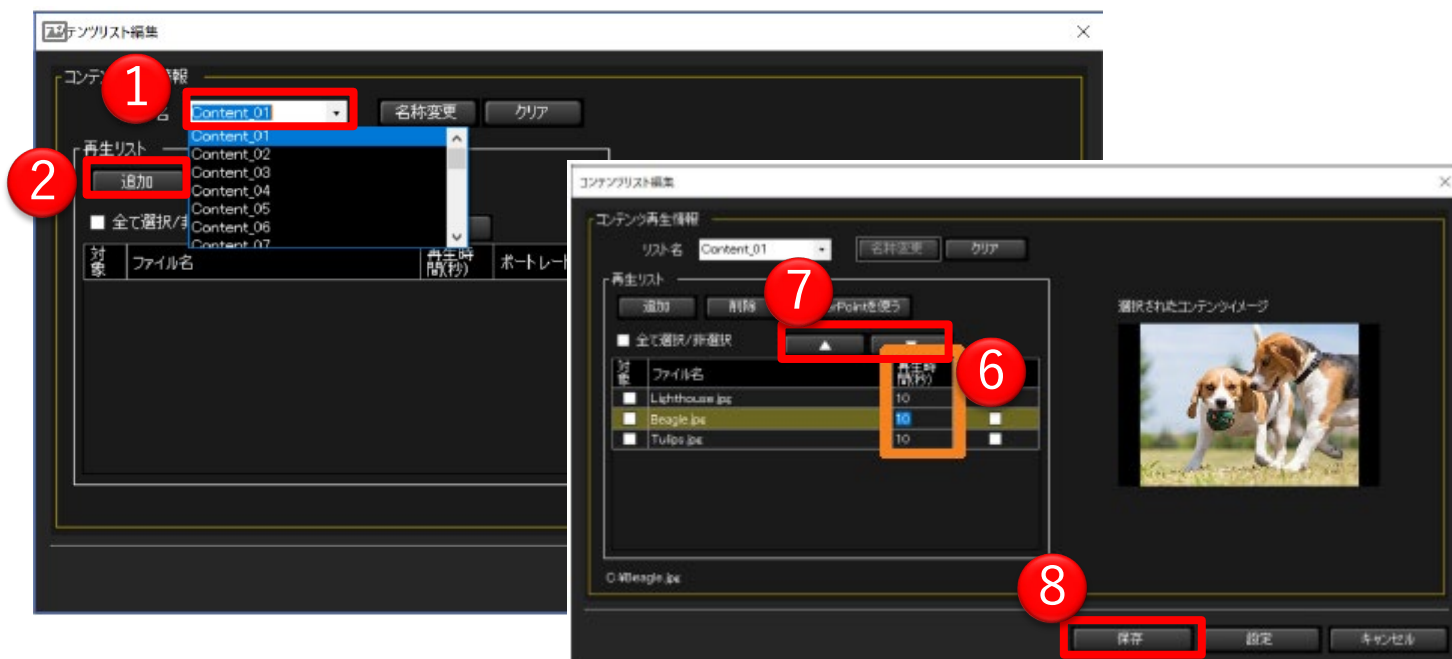 テンツリスト編集
コンテン 報
1
名 Content_01 名称変更 クリア
Content_01
Content_02
Content_03
Content_04
Content_05
Content_06
Content_07
再生リスト
2
追加
全て選択/
対象 ファイル名 再生時間(秒) ポートレート
コンテンツリスト編集
コンテンツ再生情報
リスト名 Content_01 名称変更 クリア
再生リスト
7
追加 削除 erPointを使う
選択されたコンテンツイメージ
全て選択/非選択 ▲ ▼
6
対象 ファイル名 再生時間(秒)
Lighthouse.jpg 10
Beagle.jpg 10
Tulips.jpg 10
C:¥Beagle.jpg
8
保存 設定 キャンセル